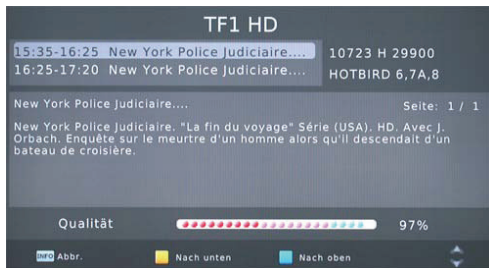 TF1 HD
15:35-16:25 New York Police Judiciaire....
10723 H 29900
16:25-17:20 New York Police Judiciaire....
HOTBIRD 6,7A,8
New York Police Judiciaire....
Seite: 1 / 1
New York Police Judiciaire. "La fin du voyage" Série (USA). HD. Avec J.
Orbach. Enquête sur le meurtre d'un homme alors qu'il descendait d'un
bateau de croisière.
Qualität
97%
INFO Abbr.
Nach unten
Nach oben